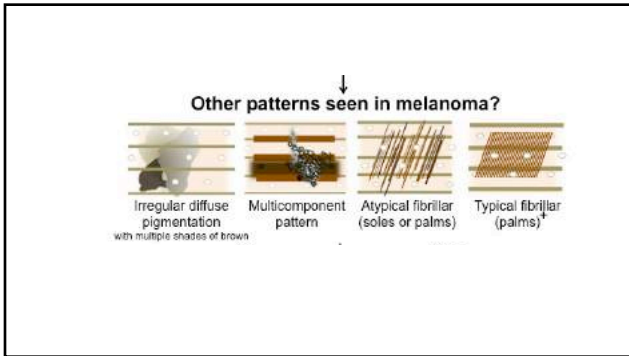 Other patterns seen in melanoma?
Irregular diffuse
pigmentation
with multiple shades of brown
Multicomponent
pattern
Atypical fibrillar
(soles or palms)
Typical fibrillar
(palms)+